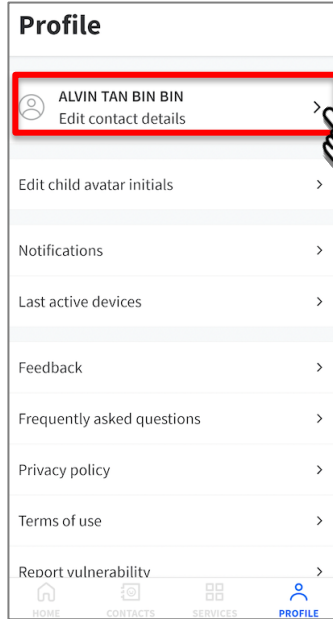 Profile
ALVIN TAN BIN BIN
Edit contact details
Edit child avatar initials
Notifications
Last active devices
Feedback
Frequently asked questions
Privacy policy
Terms of use
Report vulnerability
HOME CONTACTS SERVICES PROFILE